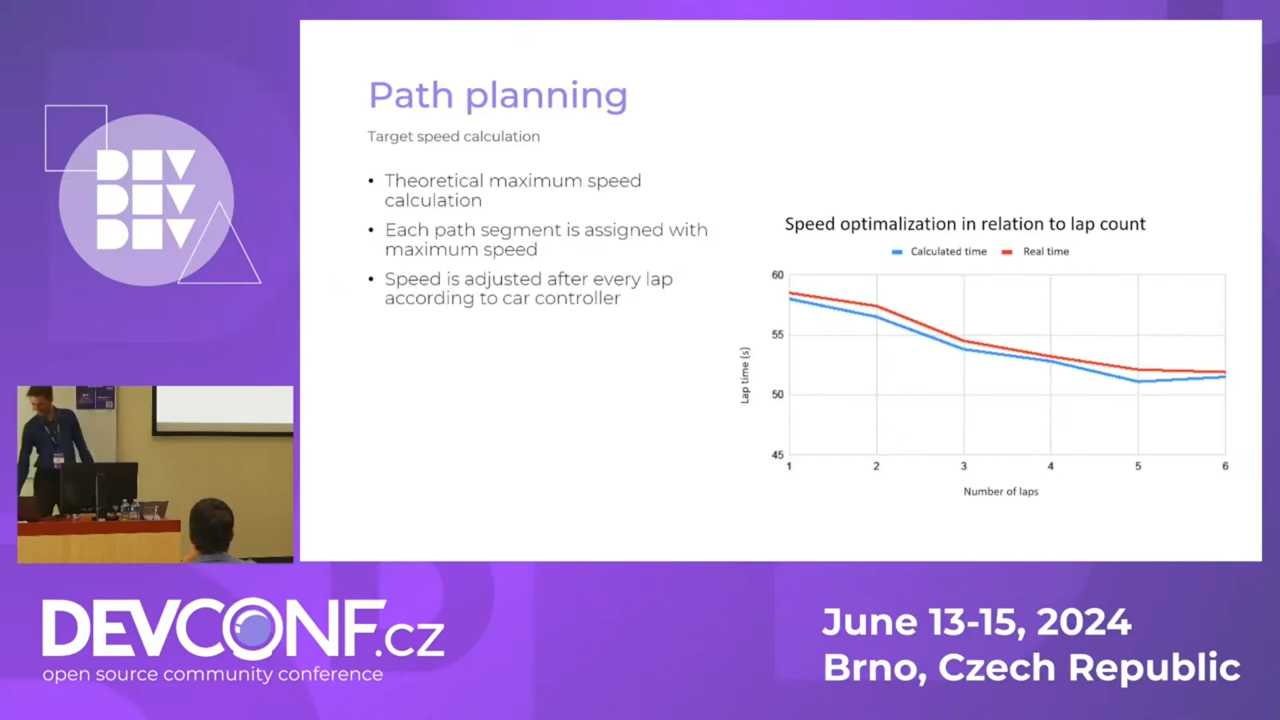 DEV
DEV
DEV
Path planning
Target speed calculation
• Theoretical maximum speed
calculation
• Each path segment is assigned with
maximum speed
• Speed is adjusted after every lap
according to car controller
Speed optimalization in relation to lap count
Calculated time
Real time
60
55
50
45
Lap time (s)
1 2 3 4 5 6
Number of laps
DEVCONF.cz
open source community conference
June 13-15, 2024
Brno, Czech Republic